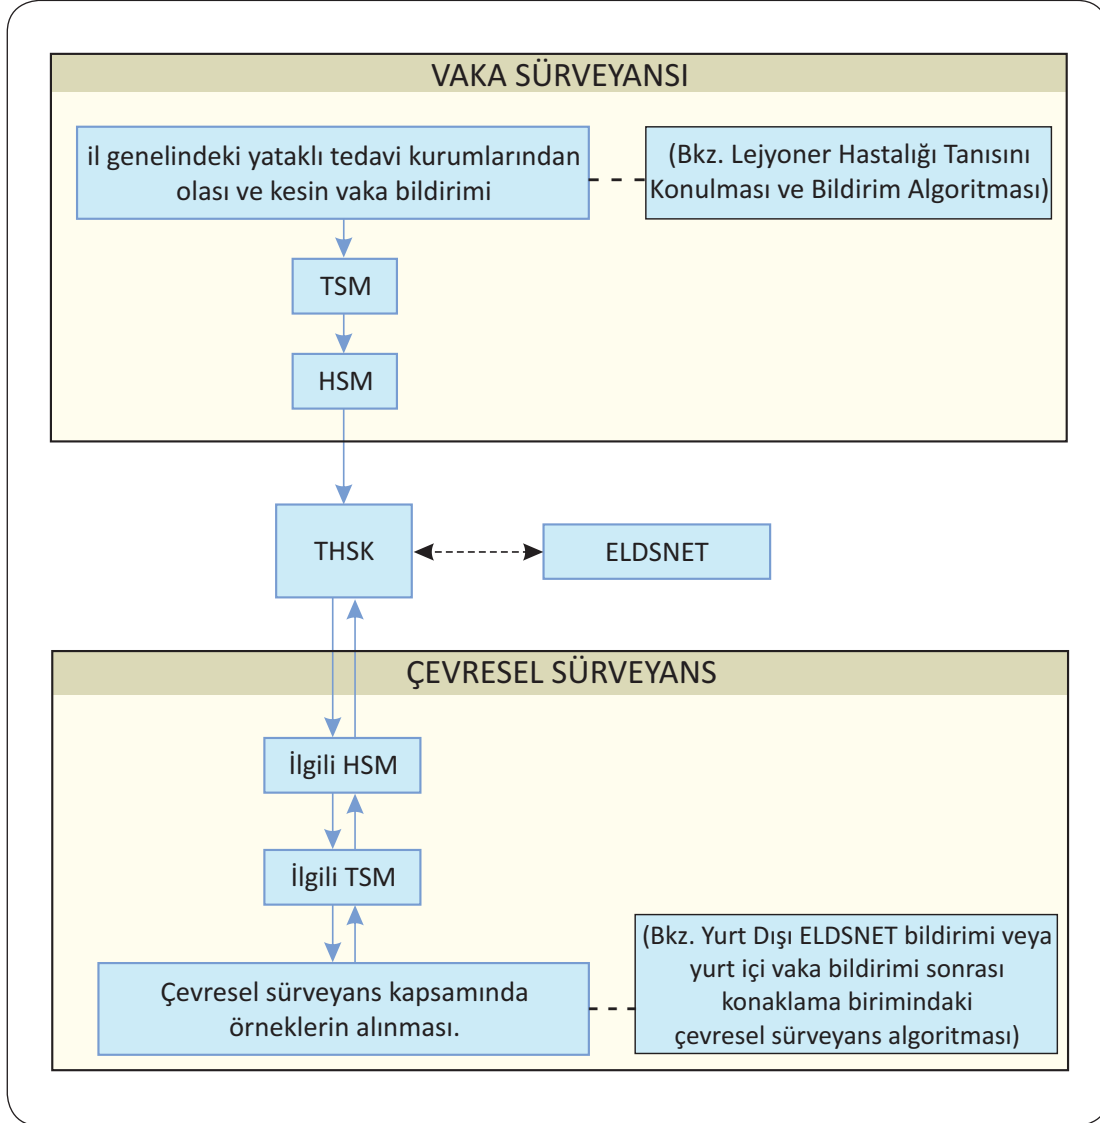 VAKA SÜRVEYANSI
il genelindeki yataklı tedavi kurumlarından
olası ve kesin vaka bildirimi
(Bkz. Lejyoner Hastalığı Tanısını
Konulması ve Bildirim Algoritması)
TSM
HSM
THSK
ELDSNET
ÇEVRESEL SÜRVEYANS
İlgili HSM
İlgili TSM
Çevresel sürveyans kapsamında
örneklerin alınması.
(Bkz. Yurt Dışı ELDSNET bildirimi veya
yurt içi vaka bildirimi sonrası
konaklama birimindaki
çevresel sürveyans algoritması)